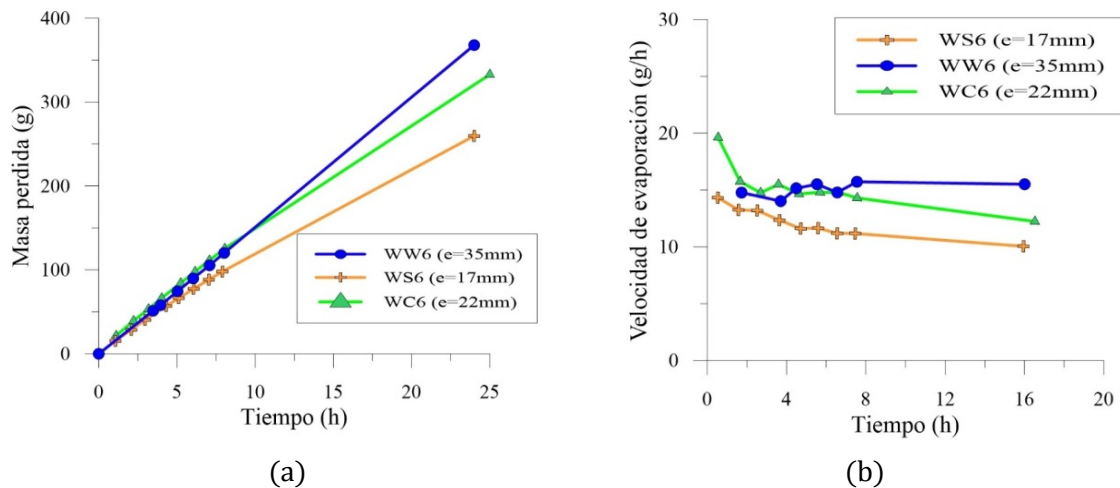 400
300
200
100
0
Masa perdida (g)
WW6 (e=35mm)
WS6 (e=17mm)
WC6 (e=22mm)
0 5 10 15 20 25
Tiempo (h)
(a)
30
20
10
0
Velocidad de evaporación (g/h)
WS6 (e=17mm)
WW6 (e=35mm)
WC6 (e=22mm)
0 4 8 12 16 20
Tiempo (h)
(b)